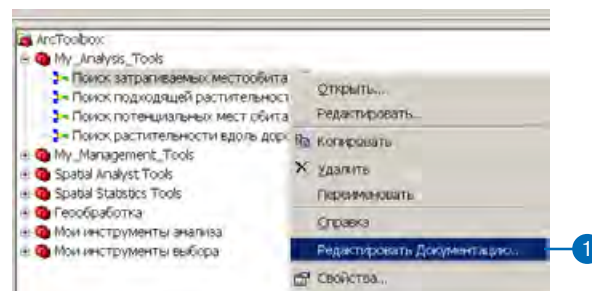 ArcToolbox
My_Analysis_Tools
Поиск затрагиваемых местообита
Поиск подходящей растительност
Поиск потенциальных мест обита
Поиск растительности вдоль доро
My_Management_Tools
Spatial Analyst Tools
Spatial Statistics Tools
Геообработка
Мои инструменты анализа
Мои инструменты выбора
Открыть...
Редактировать...
Копировать
Удалить
Переименовать
Справка
Редактировать Документацию...
Свойства...
1